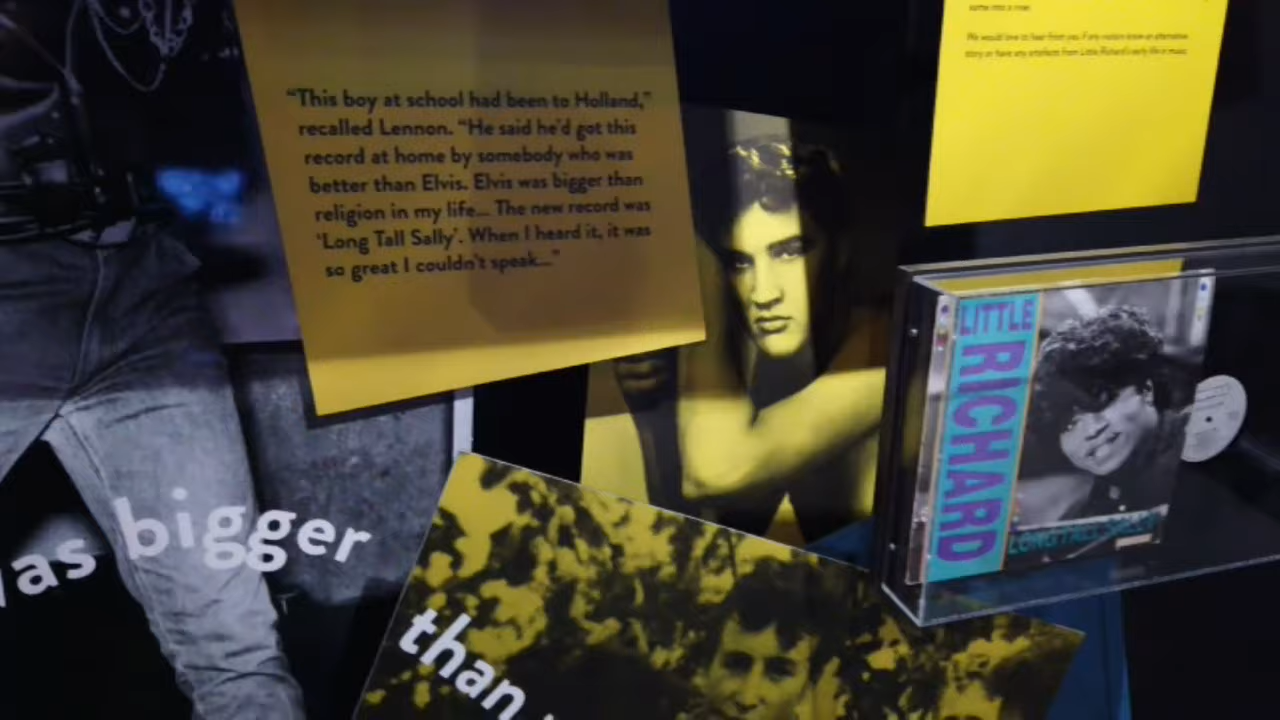 "This boy at school had been to Holland,"
recalled Lennon. "He said he'd got this
record at home by somebody who was
better than Elvis. Elvis was bigger than
religion in my life... The new record was
'Long Tall Sally'. When I heard it, it was
so great I couldn't speak..."
We would love to hear from you if any visitors know an alternative
story or have any artefacts from Little Richard's early life in music.
LITTLE
RICHARD
LONG TALL SALLY
was bigger
than